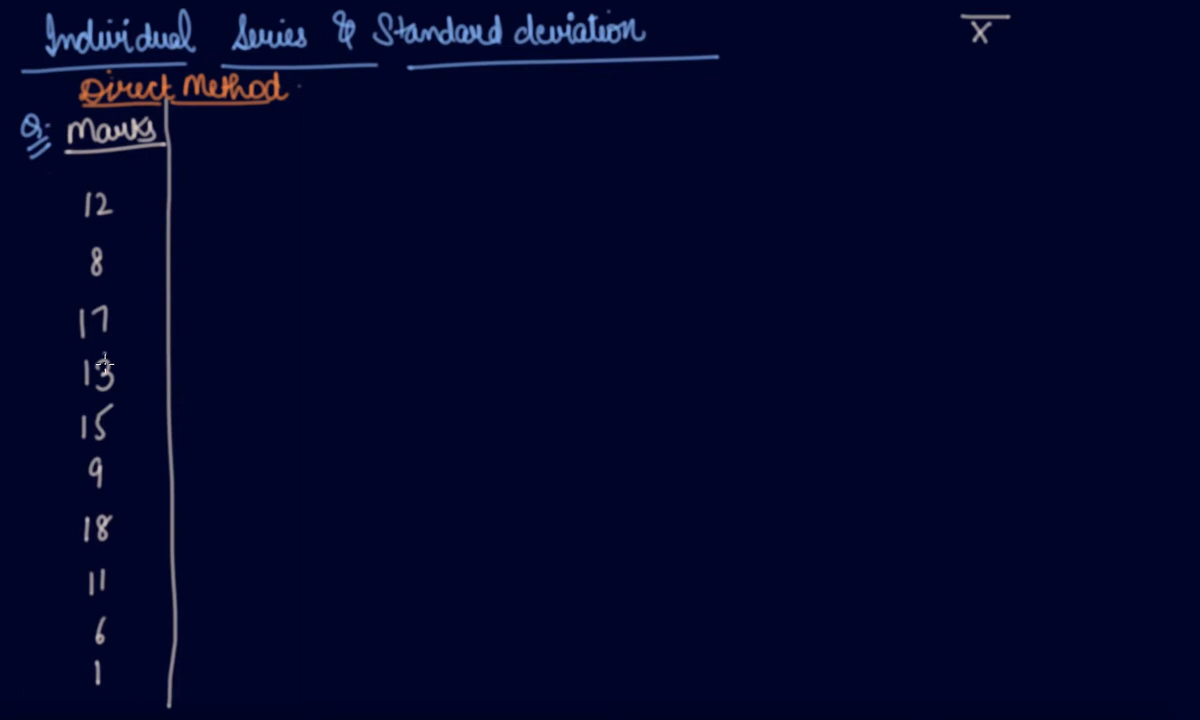 Individual Series & Standard deviation
X̅
Direct Method
Q. Marks
12
8
17
13
15
9
18
11
6
1